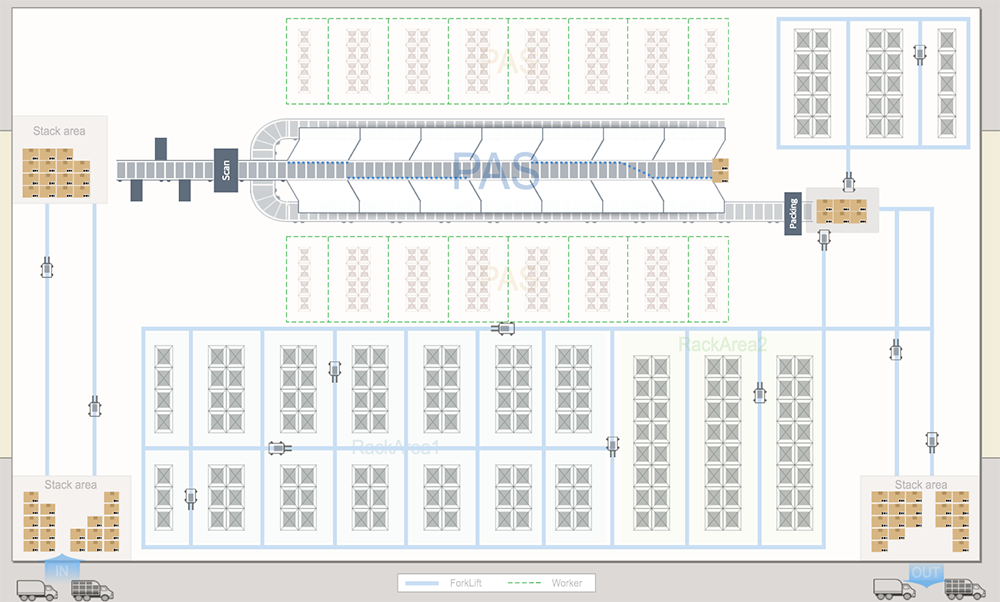 PAS
Stack area
Scan
PAS
Packing
PAS
RackArea2
RackArea1
Stack area
Stack area
IN
OUT
ForkLift
Worker